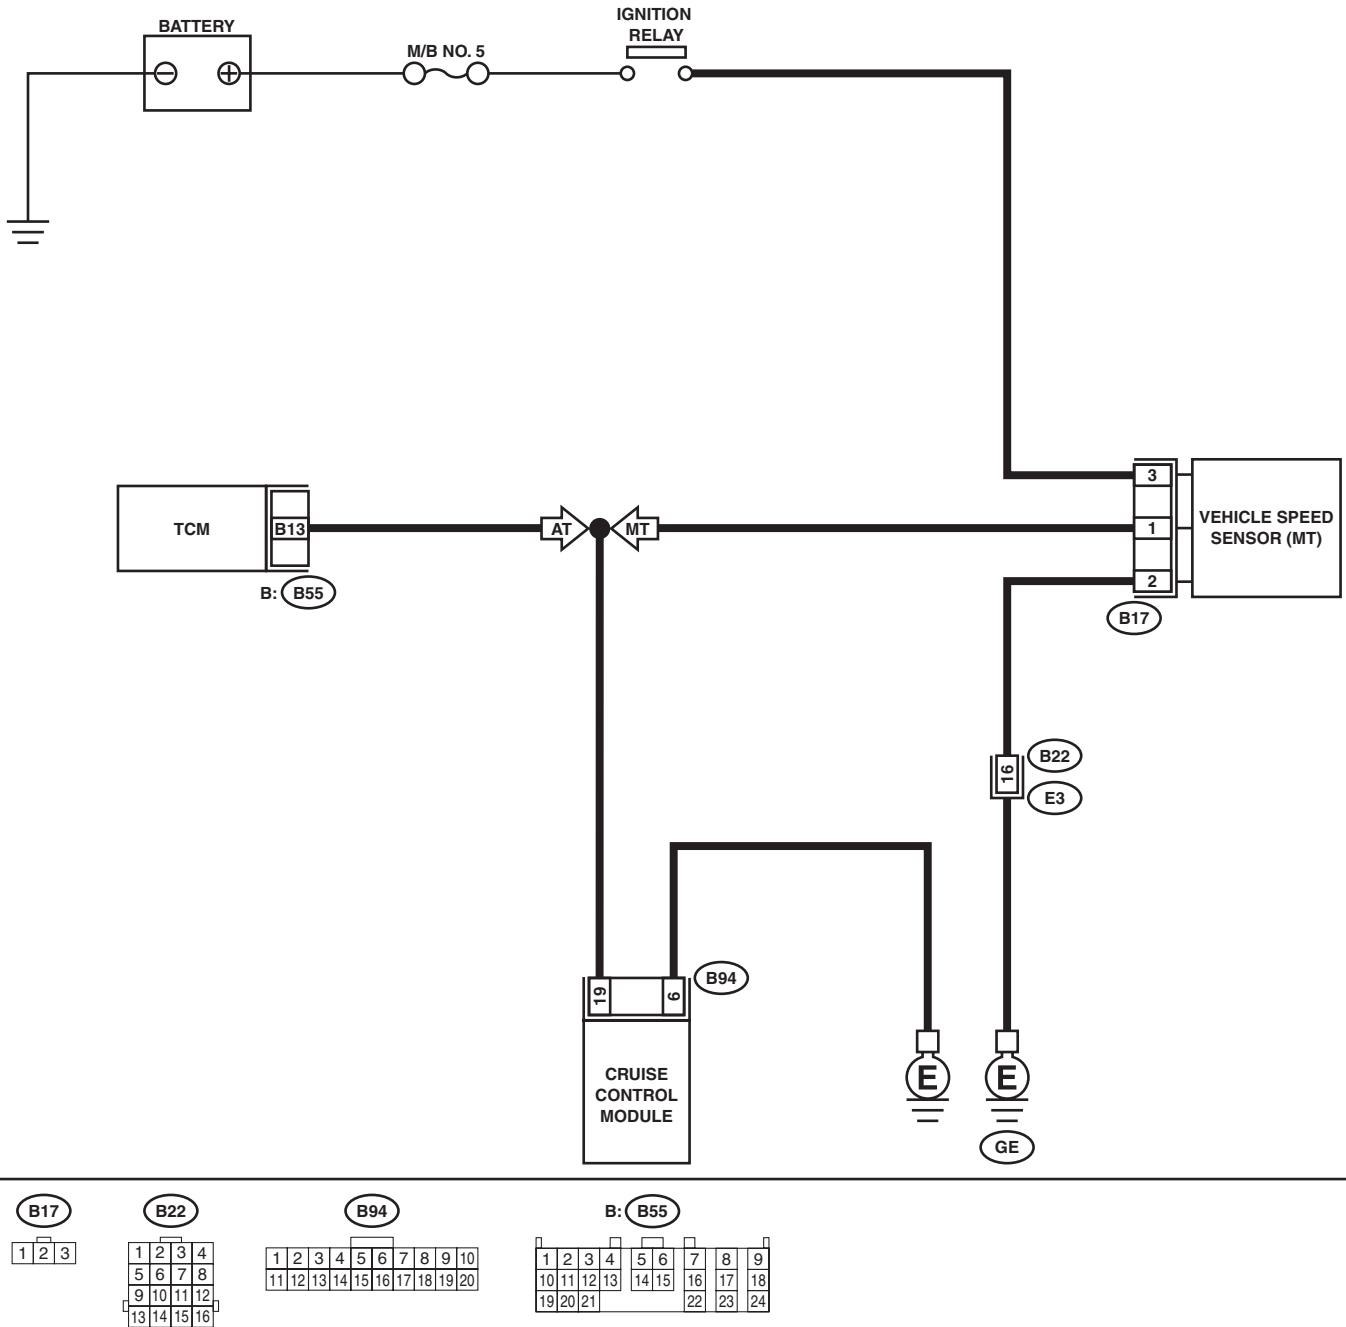 BATTERY
M/B NO. 5
IGNITION
RELAY
3
VEHICLE SPEED
SENSOR (MT)
1
2
B17
TCM
B13
B: B55
AT
MT
B22
16
E3
B94
19
6
CRUISE
CONTROL
MODULE
E
E
GE
B17
1 2 3
B22
1 2 3 4
5 6 7 8
9 10 11 12
13 14 15 16
B94
1 2 3 4 5 6 7 8 9 10
11 12 13 14 15 16 17 18 19 20
B: B55
1 2 3 4 5 6 7 8 9
10 11 12 13 14 15 16 17 18
19 20 21 22 23 24